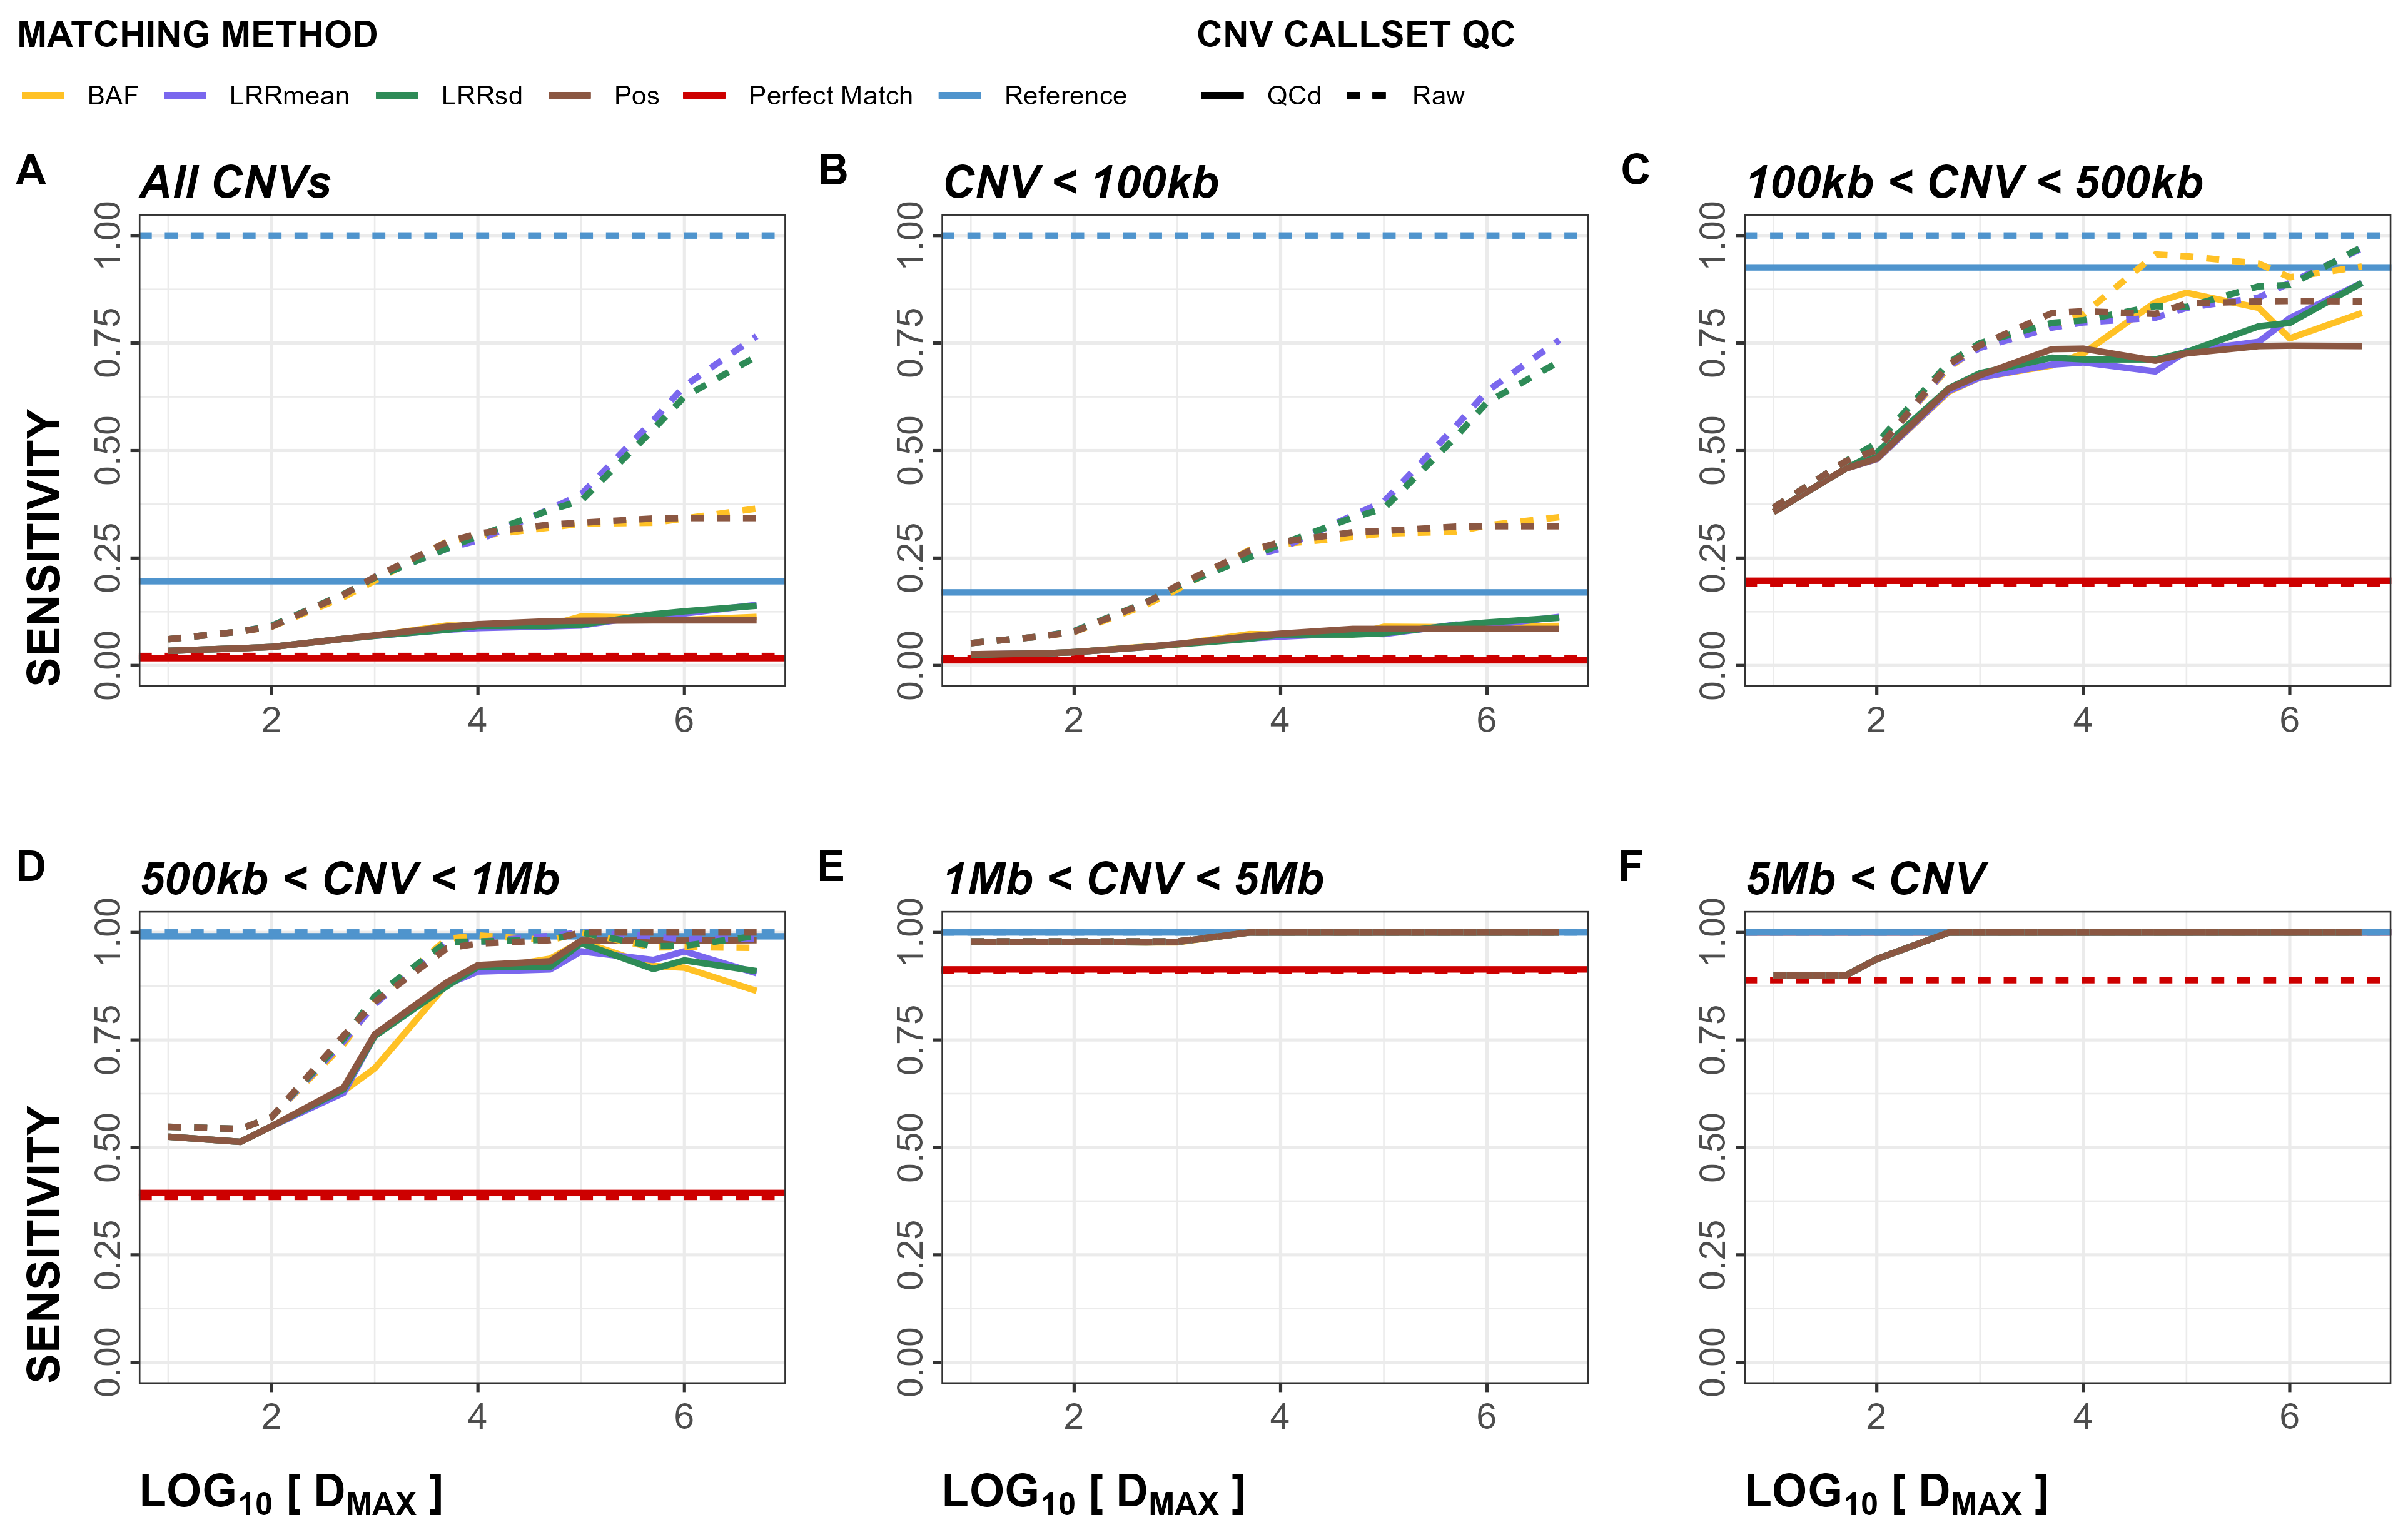 MATCHING METHOD CNV CALLSET QC
BAF LRRmean LRRsd Pos Perfect Match Reference QCd Raw
A All CNVs B CNV < 100kb C 100kb < CNV < 500kb
SENSITIVITY
1.00 0.75 0.50 0.25 0.00
1.00 0.75 0.50 0.25 0.00
1.00 0.75 0.50 0.25 0.00
2 4 6 2 4 6 2 4 6
D 500kb < CNV < 1Mb E 1Mb < CNV < 5Mb F 5Mb < CNV
SENSITIVITY
1.00 0.75 0.50 0.25 0.00
1.00 0.75 0.50 0.25 0.00
1.00 0.75 0.50 0.25 0.00
2 4 6 2 4 6 2 4 6
LOG10 [ DMAX ] LOG10 [ DMAX ] LOG10 [ DMAX ]